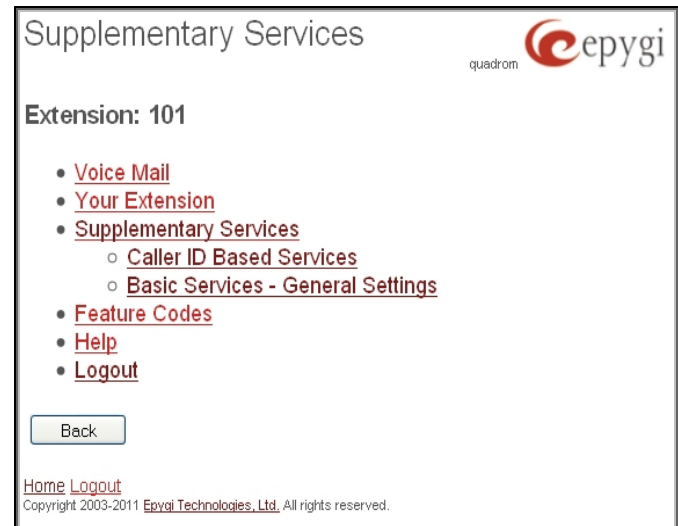 Supplementary Services
quadrom epygi
Extension: 101
Voice Mail
Your Extension
Supplementary Services
Caller ID Based Services
Basic Services - General Settings
Feature Codes
Help
Logout
Back
Home Logout
Copyright 2003-2011 Epygi Technologies, Ltd. All rights reserved.